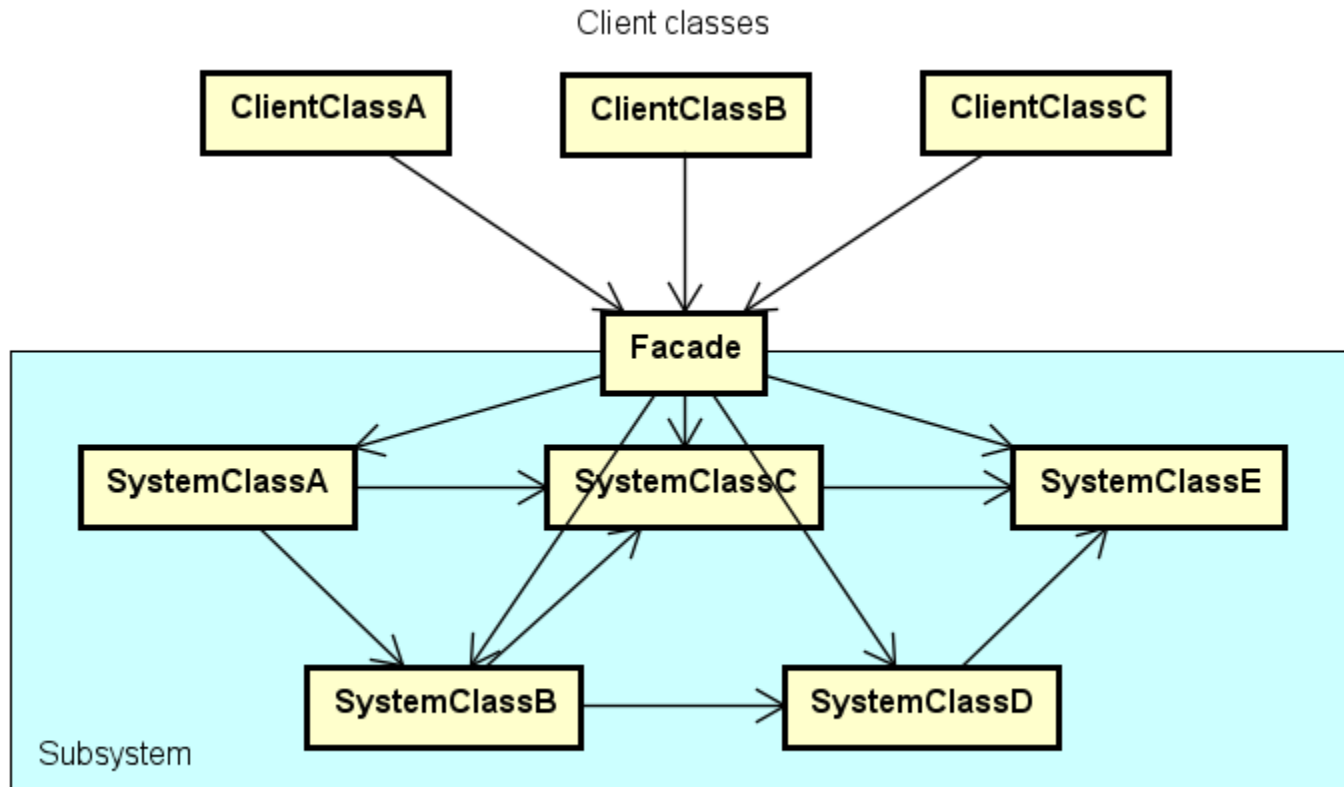 Client classes
ClientClassA
ClientClassB
ClientClassC
Facade
SystemClassA
SystemClassC
SystemClassE
SystemClassB
SystemClassD
Subsystem